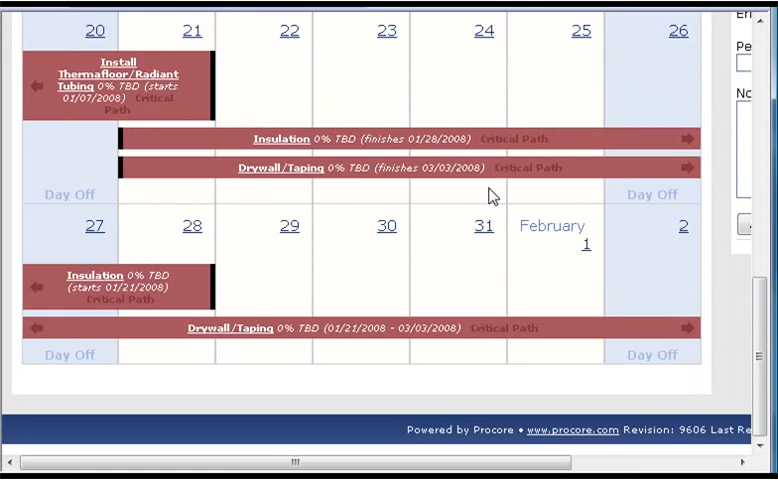 En
20 21 22 23 24 25 26
Pe
Install
Thermafloor/Radiant
Tubing 0% TBD (starts
01/07/2008) Critical
Path
No
Insulation 0% TBD (finishes 01/28/2008) Critical Path
Drywall/Taping 0% TBD (finishes 03/03/2008) Critical Path
Day Off Day Off
27 28 29 30 31 February 2
1
Insulation 0% TBD
(starts 01/21/2008)
Critical Path
Drywall/Taping 0% TBD (01/21/2008 - 03/03/2008) Critical Path
Day Off Day Off
Powered by Procore • www.procore.com Revision: 9606 Last Re